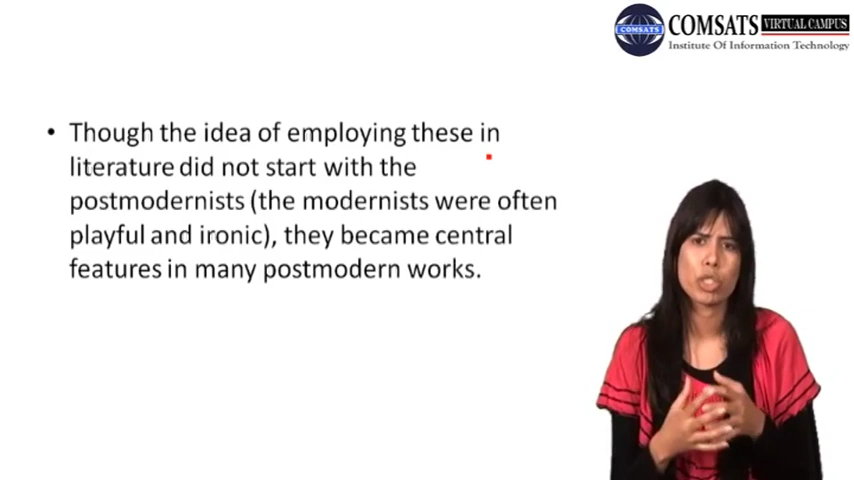 COMSATS VIRTUAL CAMPUS
COMSATS Institute Of Information Technology
• Though the idea of employing these in
literature did not start with the
postmodernists (the modernists were often
playful and ironic), they became central
features in many postmodern works.